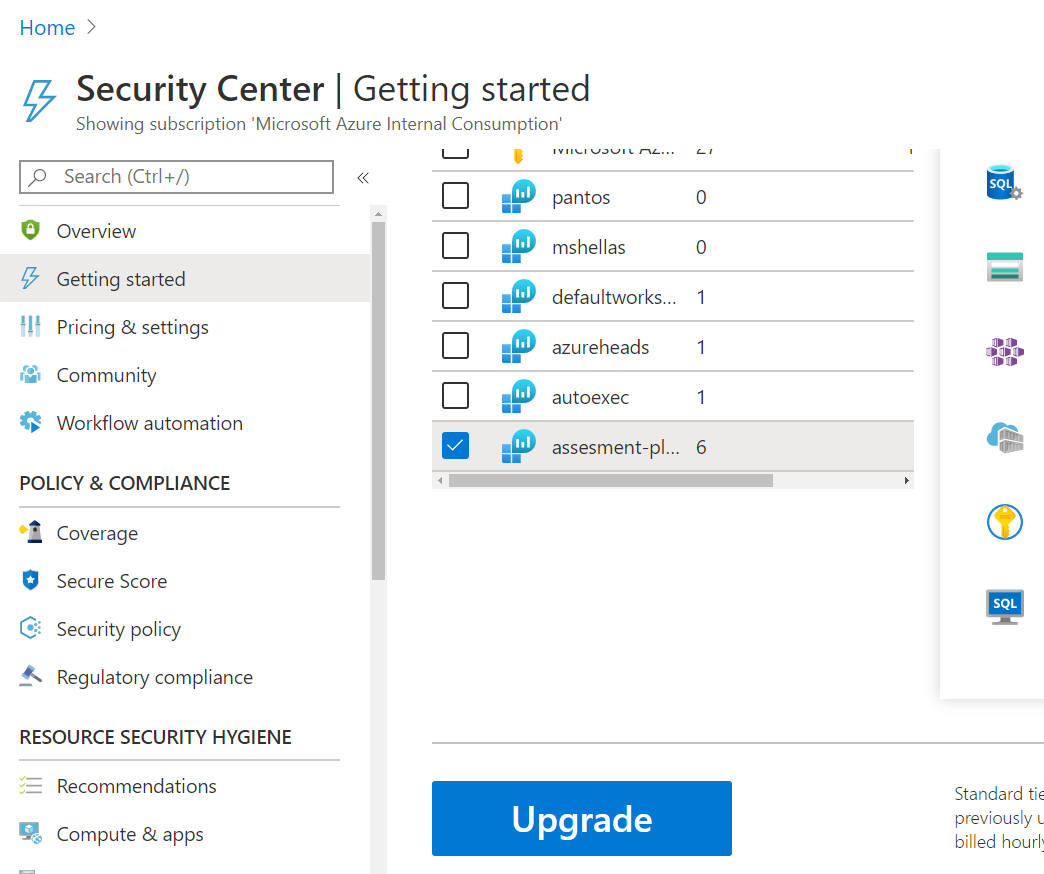 Home
Security Center | Getting started
Showing subscription 'Microsoft Azure Internal Consumption'
Search (Ctrl+/)
«
Overview
Getting started
Pricing & settings
Community
Workflow automation
POLICY & COMPLIANCE
Coverage
Secure Score
Security policy
Regulatory compliance
RESOURCE SECURITY HYGIENE
Recommendations
Compute & apps
Microsoft Az... 27
pantos 0
mshellas 0
defaultworks... 1
azureheads 1
autoexec 1
assesment-pl... 6
Upgrade
SQL
SQL
Standard tie
previously u
billed hourly